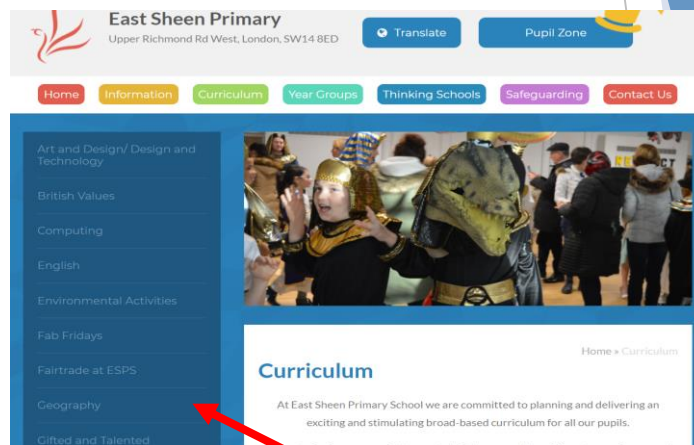 East Sheen Primary
Upper Richmond Rd West, London, SW14 8ED
Translate
Pupil Zone
Home
Information
Curriculum
Year Groups
Thinking Schools
Safeguarding
Contact Us
Art and Design/ Design and
Technology
British Values
Computing
English
Environmental Activities
Fab Fridays
Fairtrade at ESPS
Geography
Gifted and Talented
Home » Curriculum
Curriculum
At East Sheen Primary School we are committed to planning and delivering an
exciting and stimulating broad-based curriculum for all our pupils.